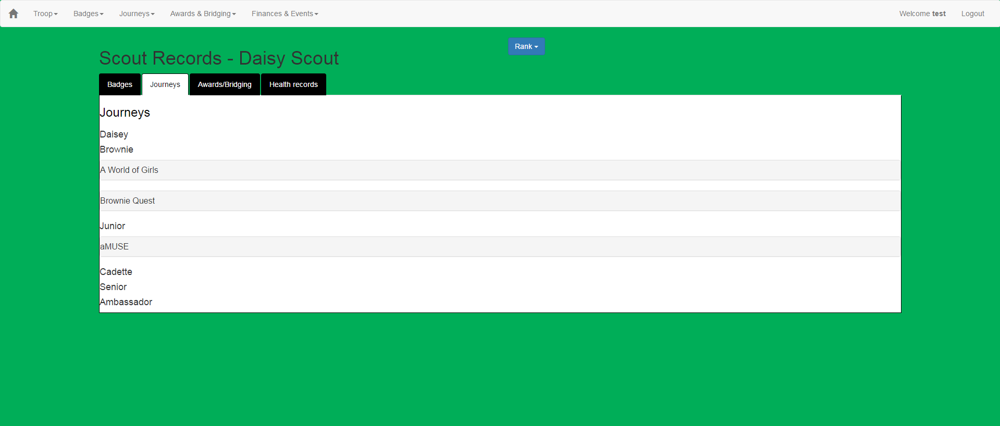 Troop Badges Journeys Awards & Bridging Finances & Events Welcome test Logout
Rank
Scout Records - Daisy Scout
Badges Journeys Awards/Bridging Health records
Journeys
Daisey
Brownie
A World of Girls
Brownie Quest
Junior
aMUSE
Cadette
Senior
Ambassador